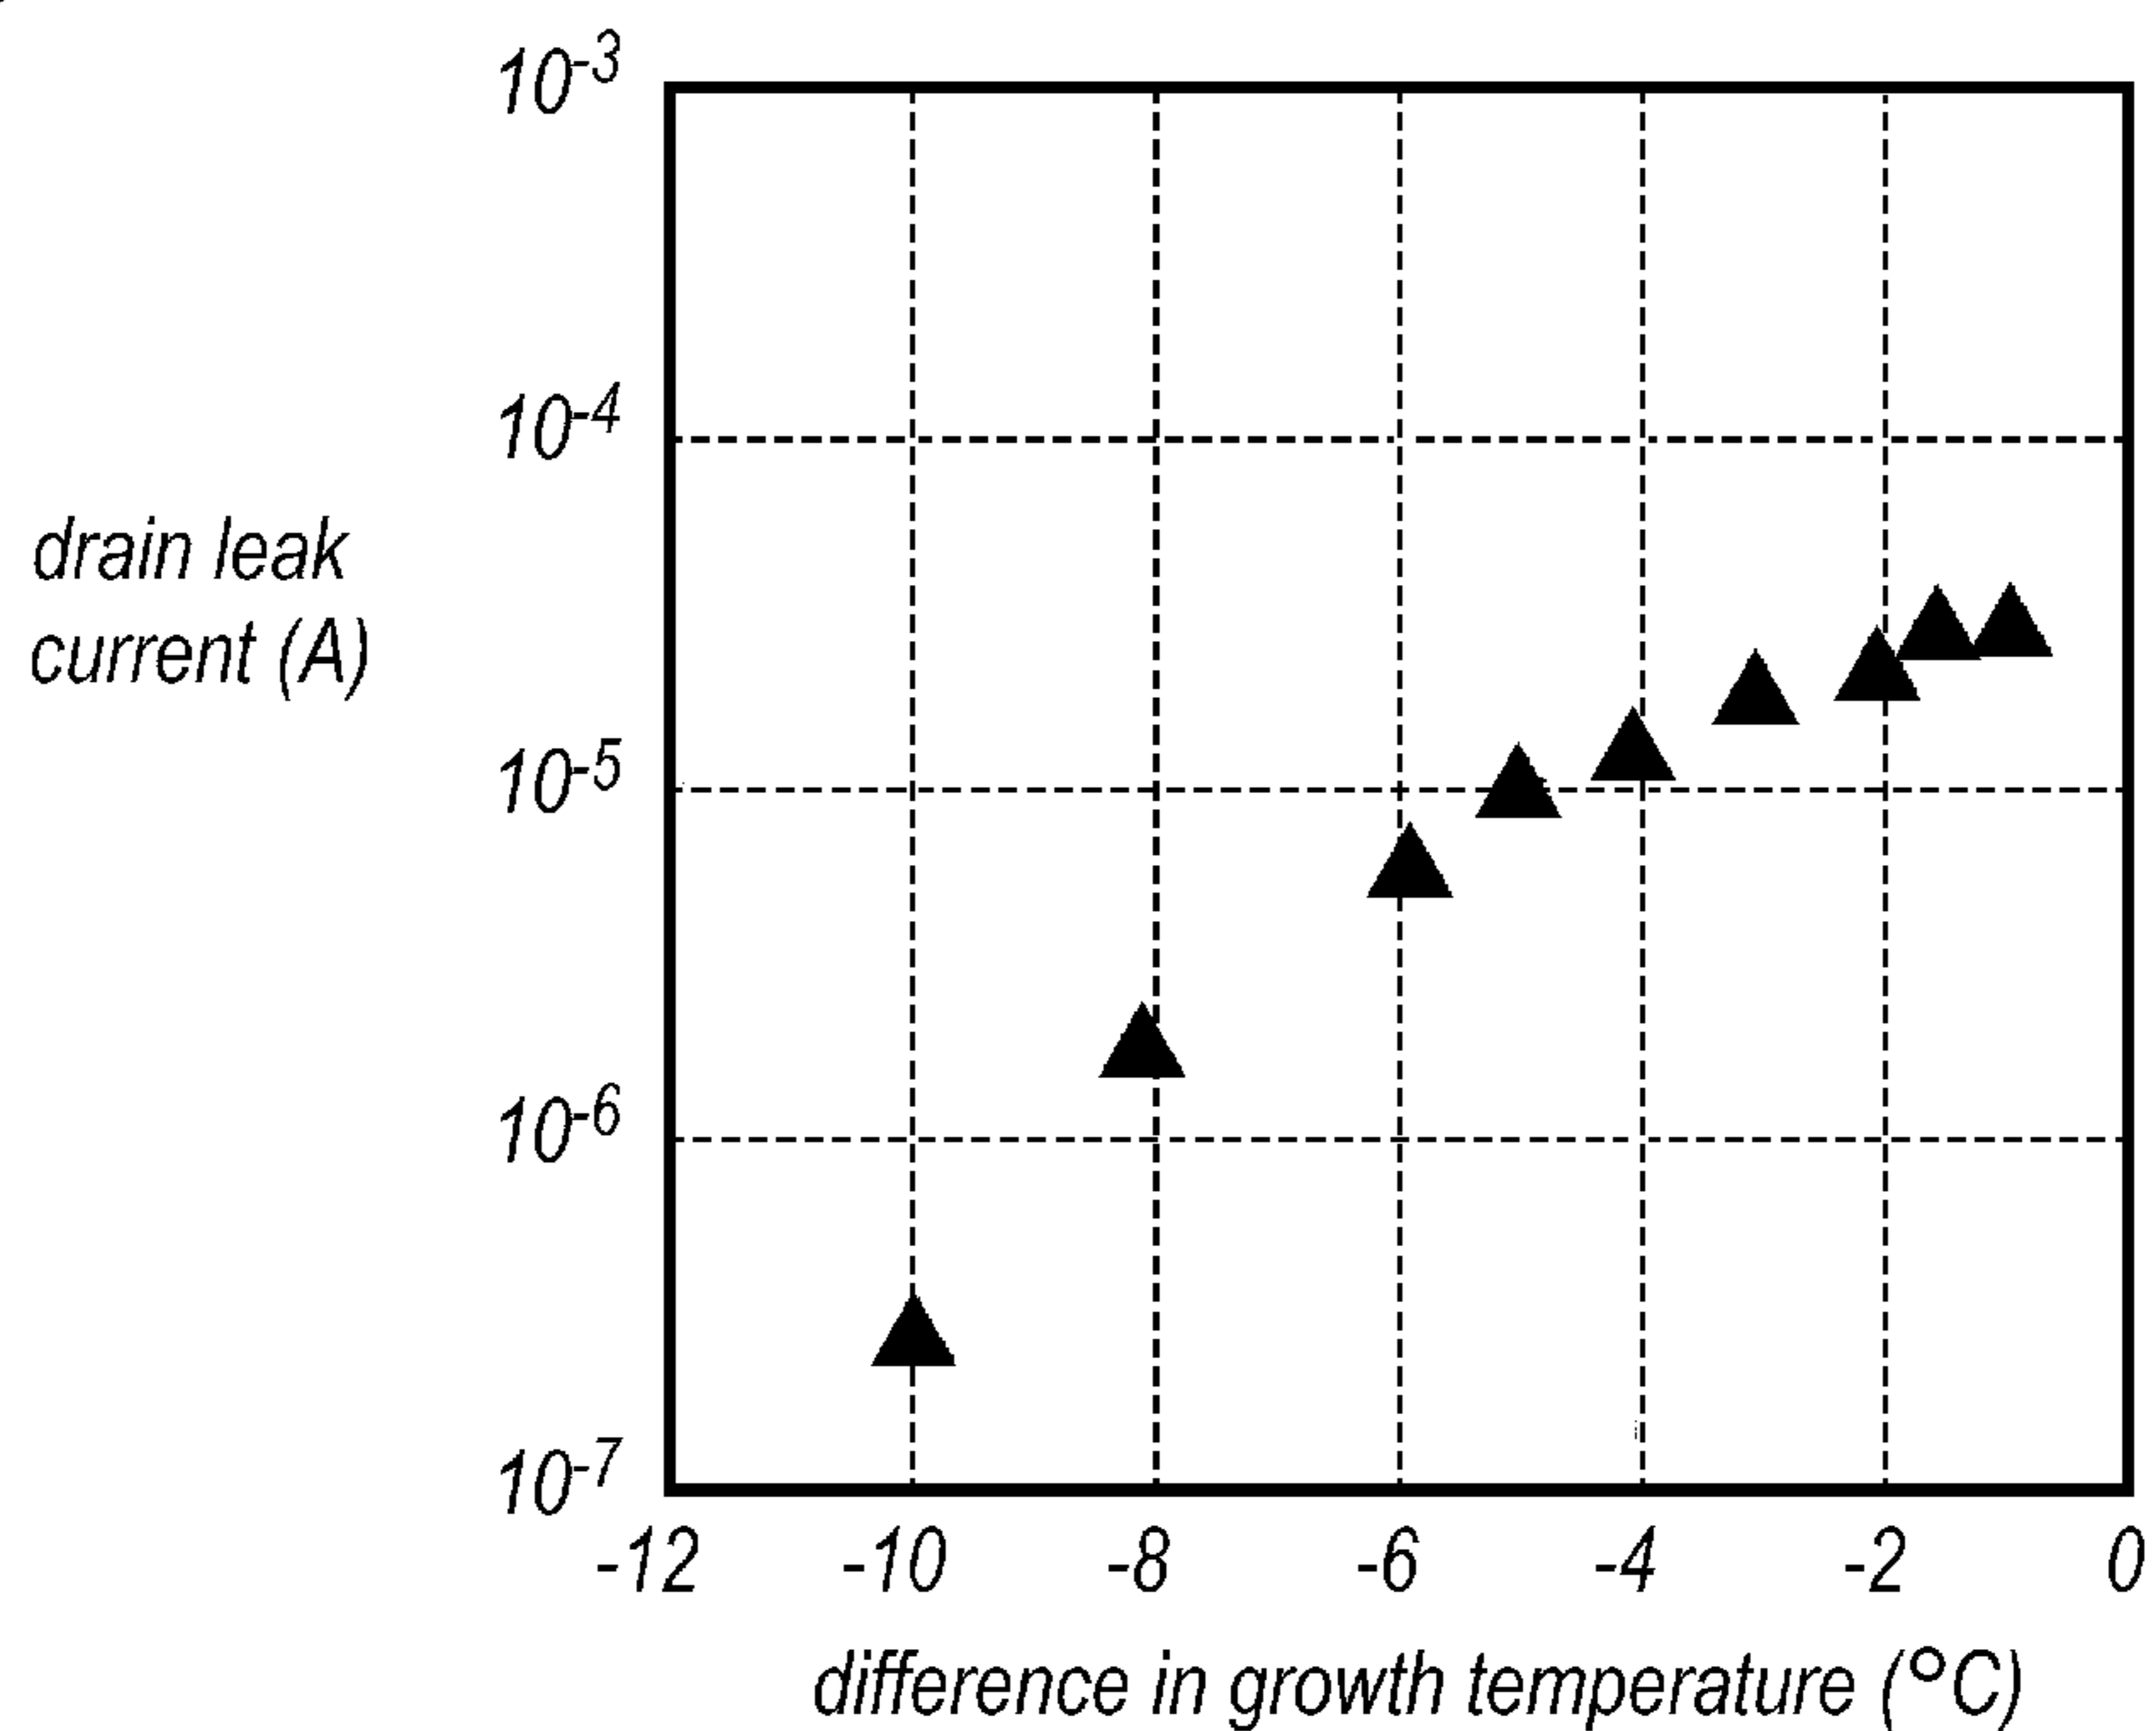 10-3
10-4
drain leak
current (A)
10-5
10-6
10-7
-12 -10 -8 -6 -4 -2 0
difference in growth temperature (°C)